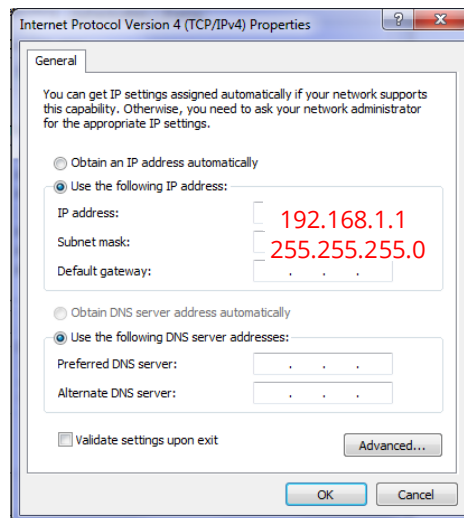 Internet Protocol Version 4 (TCP/IPv4) Properties
General
You can get IP settings assigned automatically if your network supports
this capability. Otherwise, you need to ask your network administrator
for the appropriate IP settings.
Obtain an IP address automatically
Use the following IP address:
IP address: 192.168.1.1
Subnet mask: 255.255.255.0
Default gateway: . . .
Obtain DNS server address automatically
Use the following DNS server addresses:
Preferred DNS server: . . .
Alternate DNS server: . . .
Validate settings upon exit
Advanced...
OK Cancel